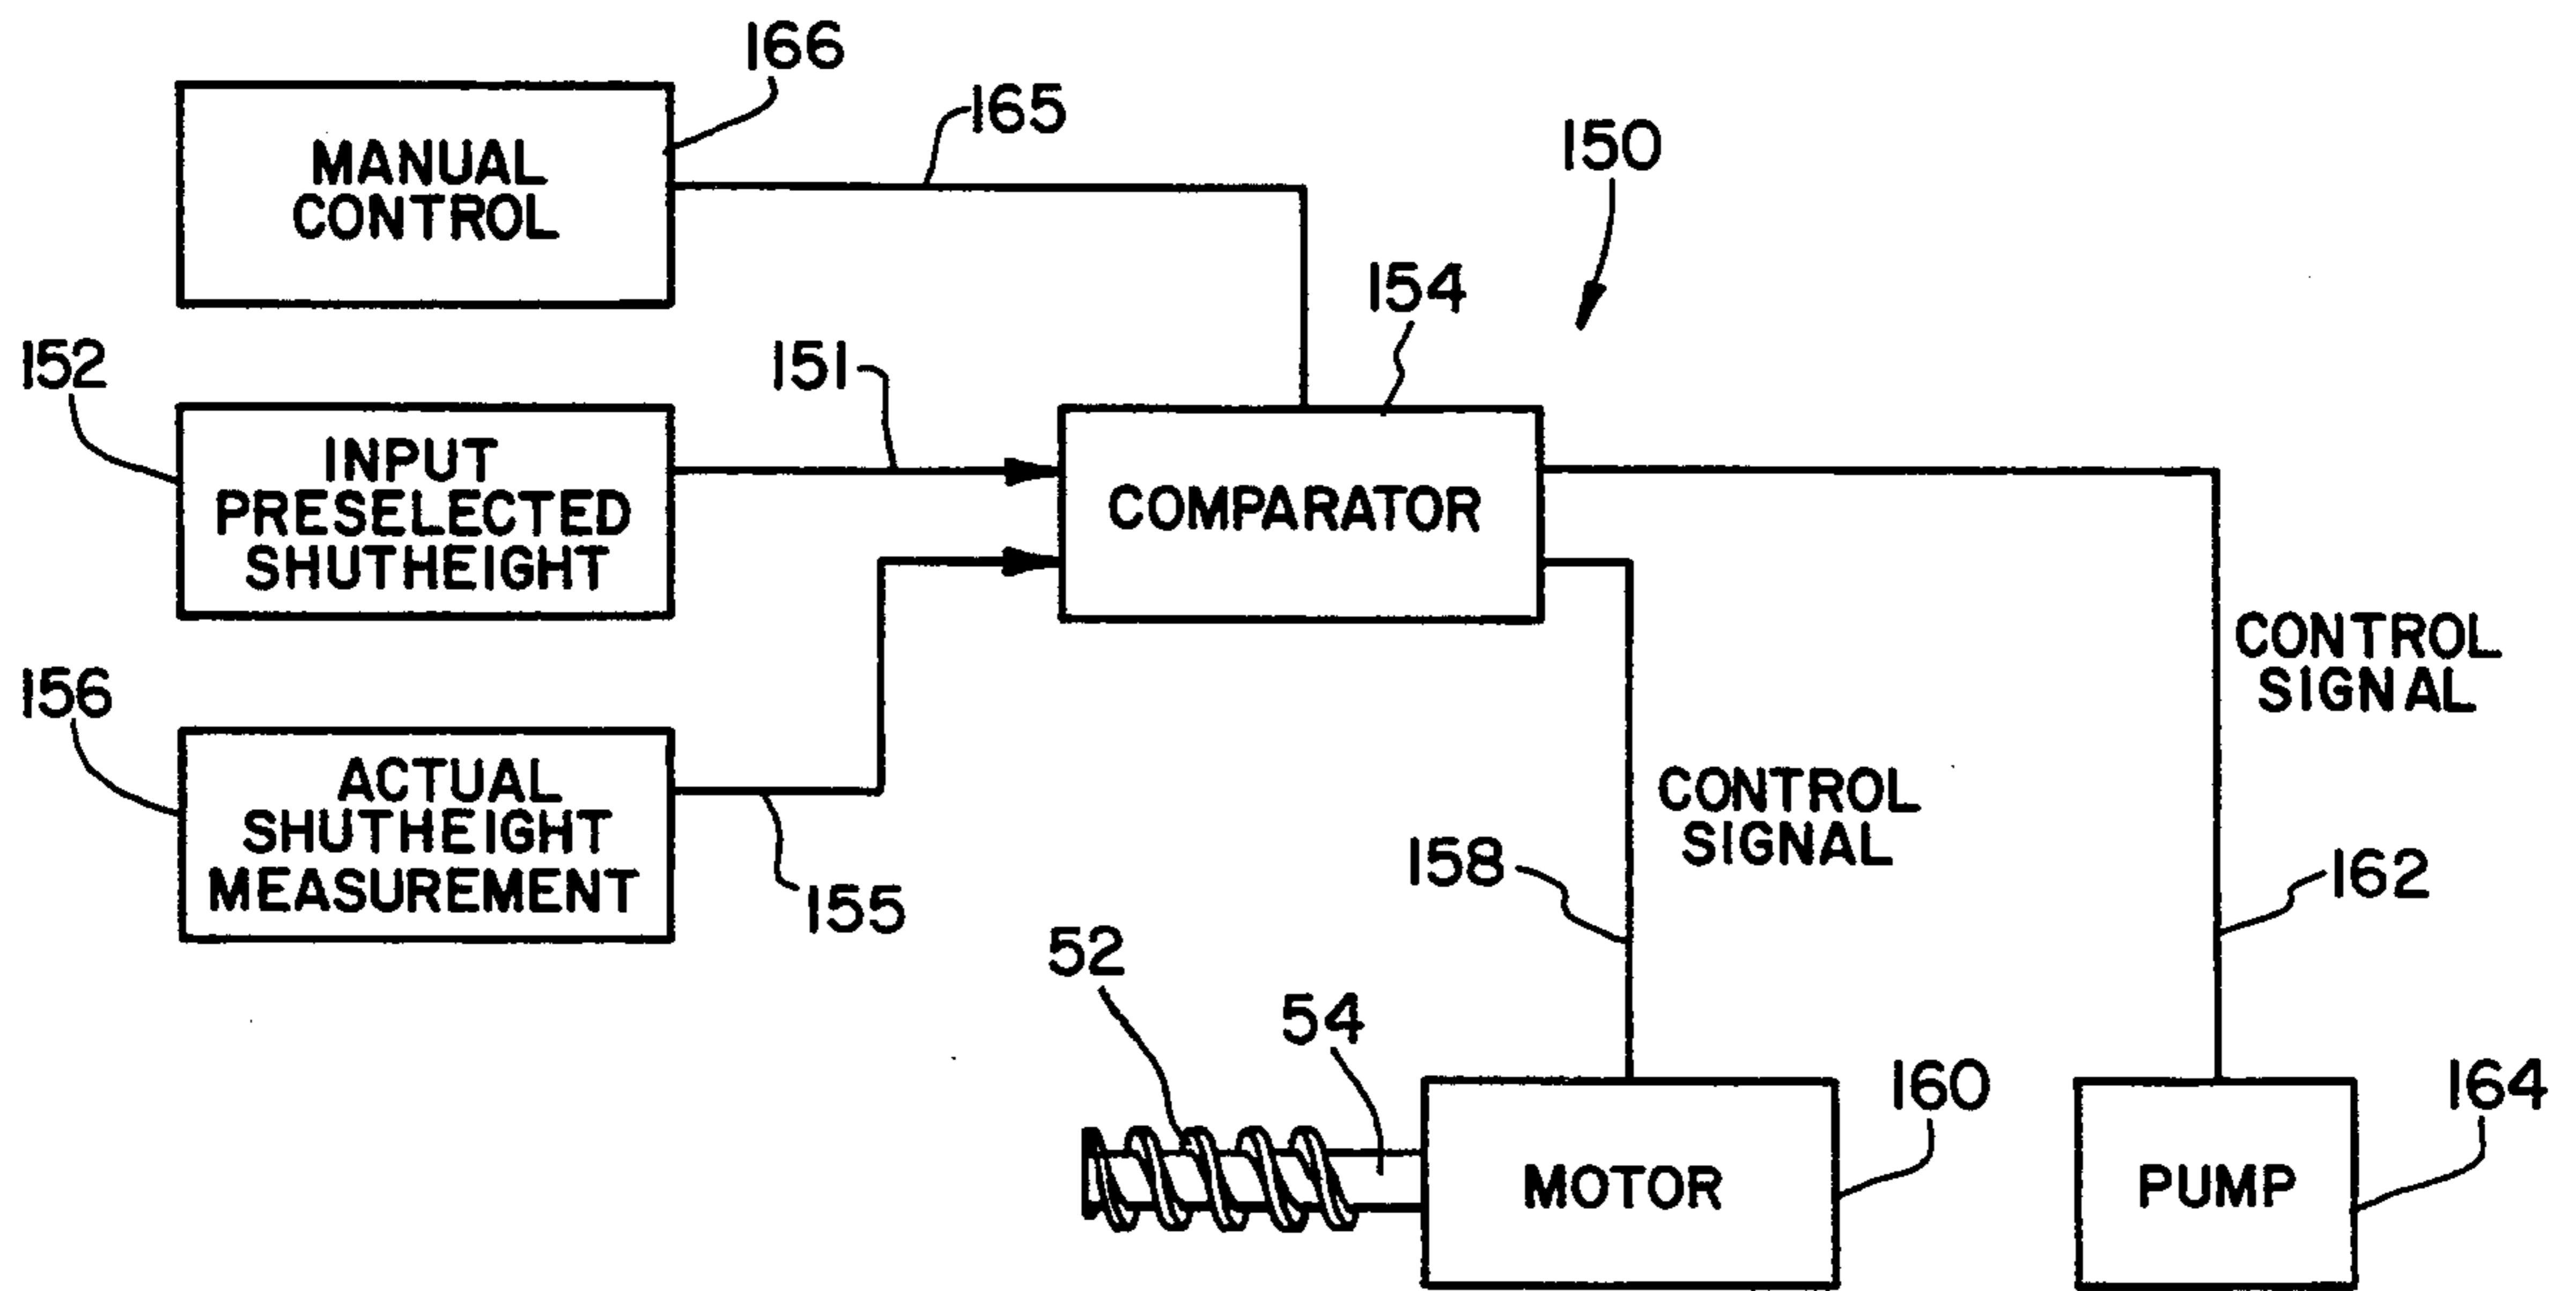 166
MANUAL
CONTROL
165
150
154
152
151
INPUT
PRESELECTED
SHUTHEIGHT
COMPARATOR
CONTROL
SIGNAL
156
ACTUAL
SHUTHEIGHT
MEASUREMENT
155
CONTROL
SIGNAL
158
162
52
54
160
164
MOTOR
PUMP